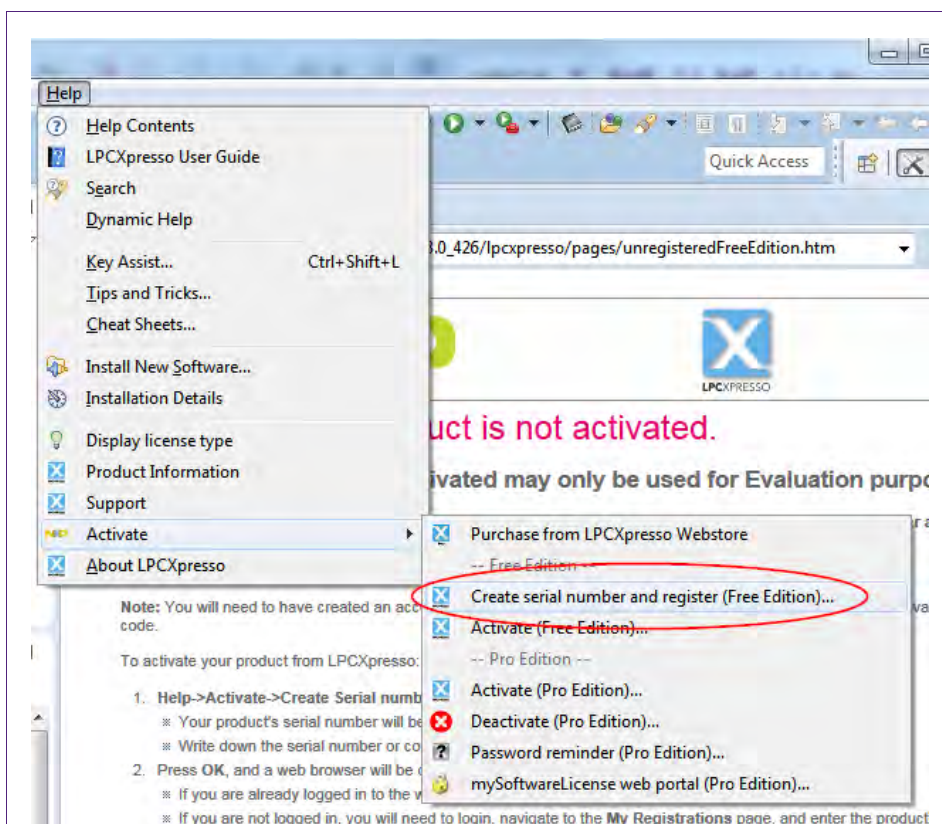 Help
Help Contents
LPCXpresso User Guide
Quick Access
Search
Dynamic Help
3.0_426/lpcxpresso/pages/unregisteredFreeEdition.htm
Key Assist... Ctrl+Shift+L
Tips and Tricks...
Cheat Sheets...
Install New Software...
LPCXPRESSO
Installation Details
uct is not activated.
Display license type
Product Information
ivated may only be used for Evaluation purpo
Support
Activate
About LPCXpresso
Purchase from LPCXpresso Webstore
-- Free Edition --
Create serial number and register (Free Edition)...
Activate (Free Edition)...
-- Pro Edition --
Activate (Pro Edition)...
Deactivate (Pro Edition)...
Password reminder (Pro Edition)...
mySoftwareLicense web portal (Pro Edition)...
Note: You will need to have created an acc
code.
To activate your product from LPCXpresso:
1. Help->Activate->Create Serial numb
Your product's serial number will be
Write down the serial number or co
2. Press OK, and a web browser will be
If you are already logged in to the w
If you are not logged in, you will need to login, navigate to the My Registrations page, and enter the product